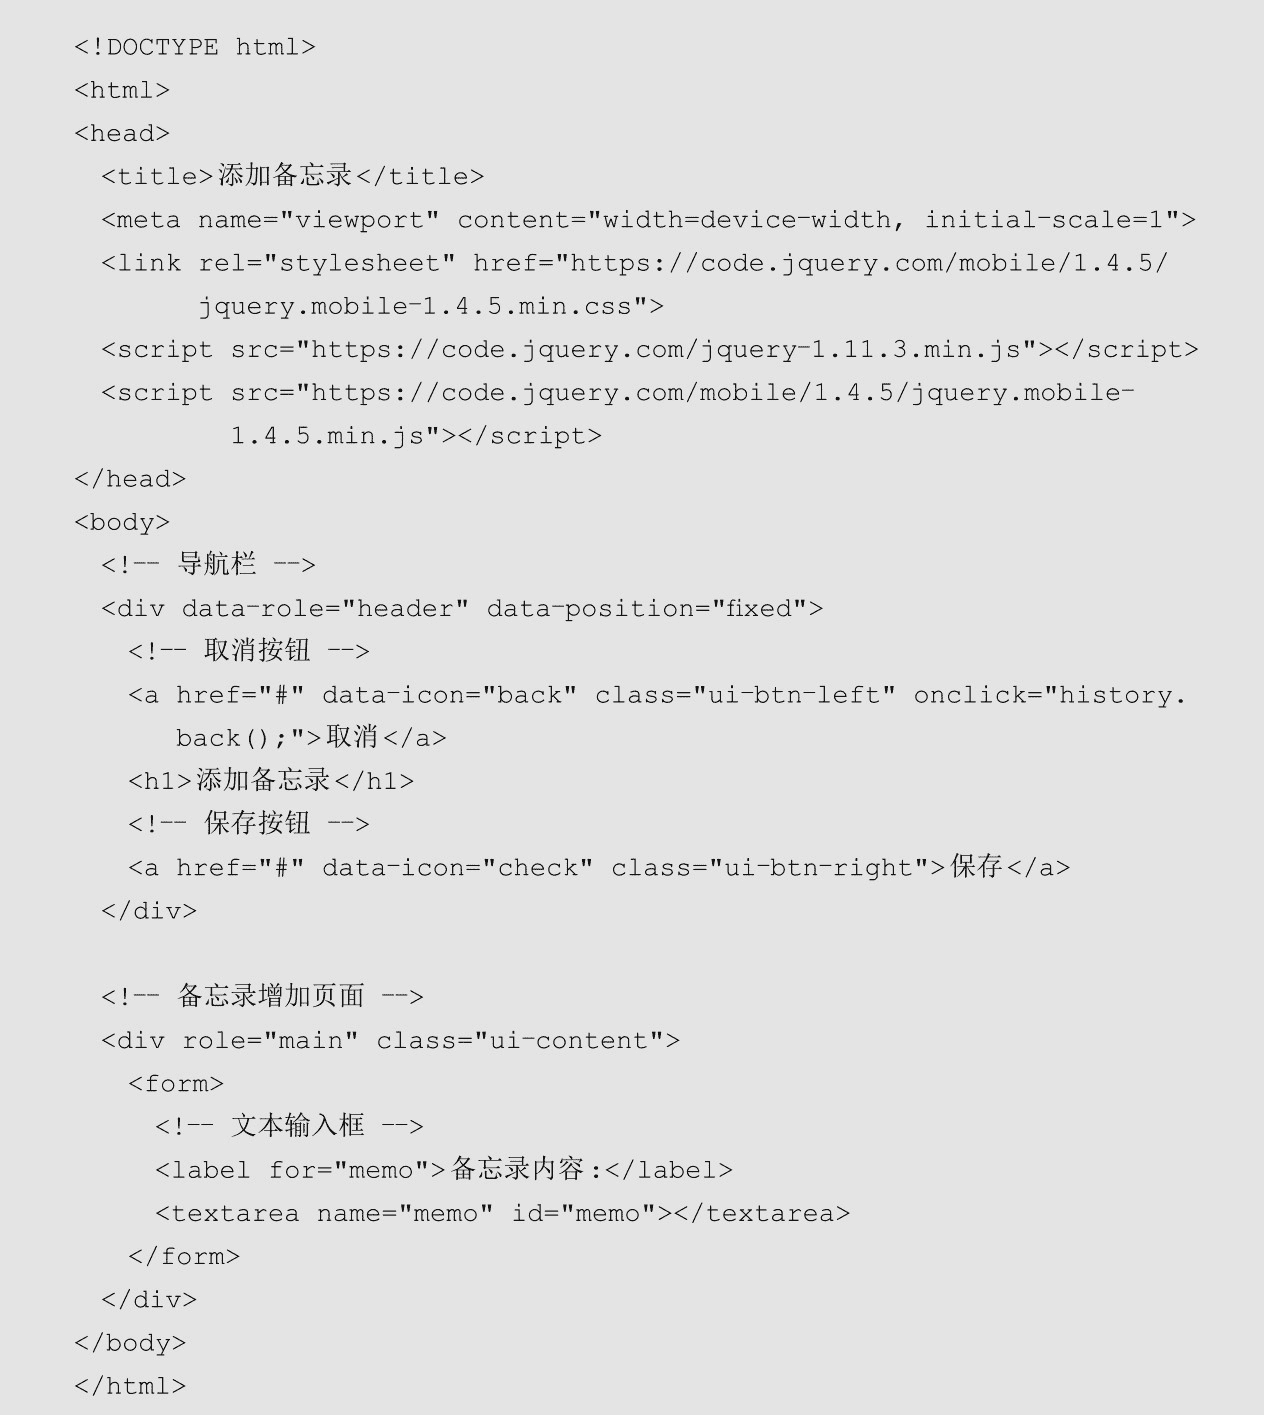 <!DOCTYPE html>
<html>
<head>
<title>添加备忘录</title>
<meta name="viewport" content="width=device-width, initial-scale=1">
<link rel="stylesheet" href="https://code.jquery.com/mobile/1.4.5/
jquery.mobile-1.4.5.min.css">
<script src="https://code.jquery.com/jquery-1.11.3.min.js"></script>
<script src="https://code.jquery.com/mobile/1.4.5/jquery.mobile-
1.4.5.min.js"></script>
</head>
<body>
<!-- 导航栏 -->
<div data-role="header" data-position="fixed">
<!-- 取消按钮 -->
<a href="#" data-icon="back" class="ui-btn-left" onclick="history.
back();">取消</a>
<h1>添加备忘录</h1>
<!-- 保存按钮 -->
<a href="#" data-icon="check" class="ui-btn-right">保存</a>
</div>
<!-- 备忘录增加页面 -->
<div role="main" class="ui-content">
<form>
<!-- 文本输入框 -->
<label for="memo">备忘录内容:</label>
<textarea name="memo" id="memo"></textarea>
</form>
</div>
</body>
</html>